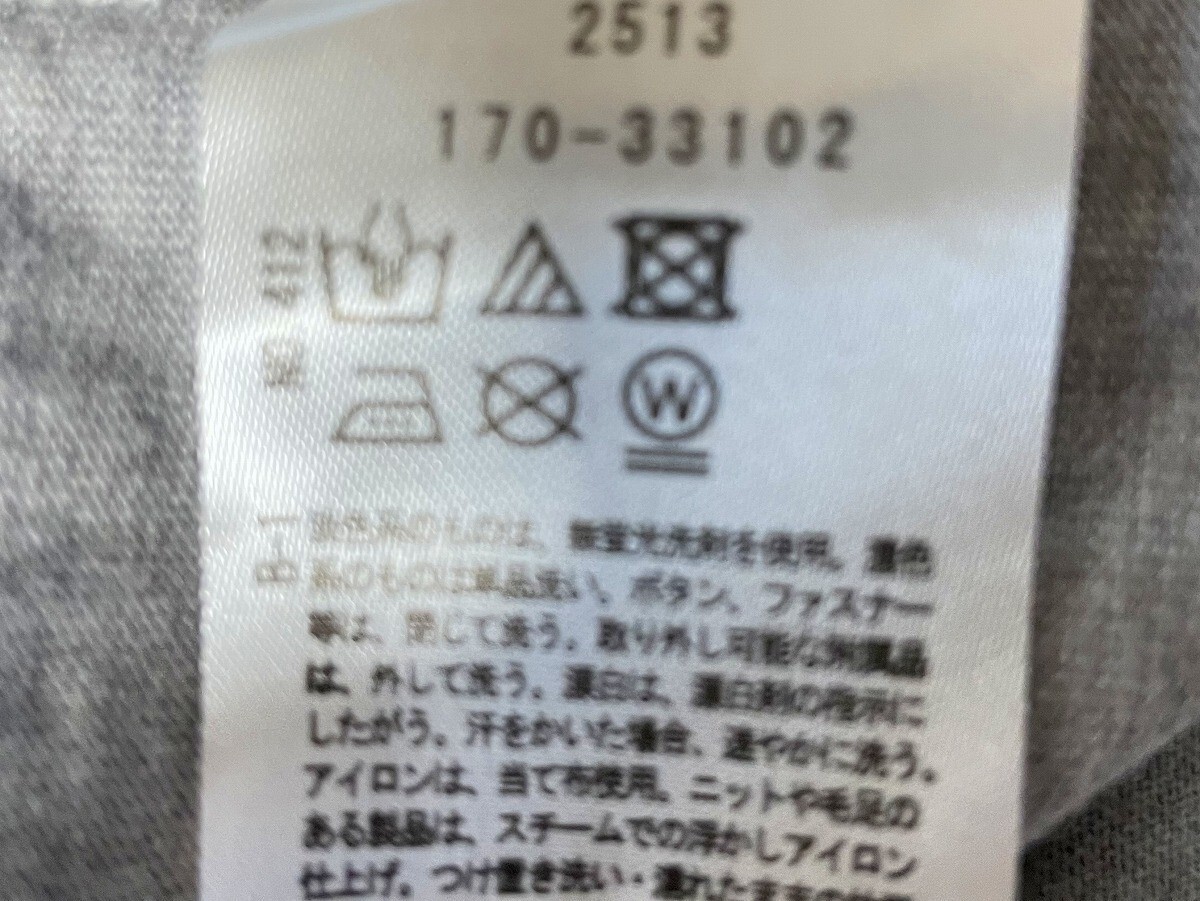 2513
170-33102
412
W
B-1
淡色系のものは、無蛍光洗剤を使用。濃色
系のものは単品洗い、ボタン、ファスナー
等は、閉じて洗う。取り外し可能な附属品
は、外して洗う。漂白は、漂白剤の指示に
したがう。汗をかいた場合、速やかに洗う。
アイロンは、当て布使用。ニットや毛足の
ある製品は、スチームでの浮かしアイロン
仕上げ。つけ置き洗い・濡れたままの